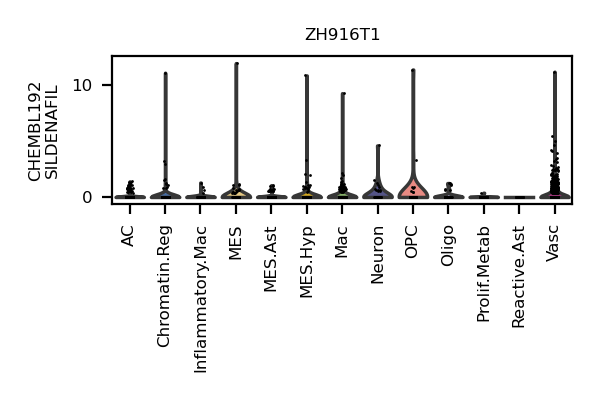 ZH916T1
CHEMBL192
SILDENAFIL
10
0
AC
Chromatin.Reg
Inflammatory.Mac
MES
MES.Ast
MES.Hyp
Mac
Neuron
OPC
Oligo
Prolif.Metab
Reactive.Ast
Vasc